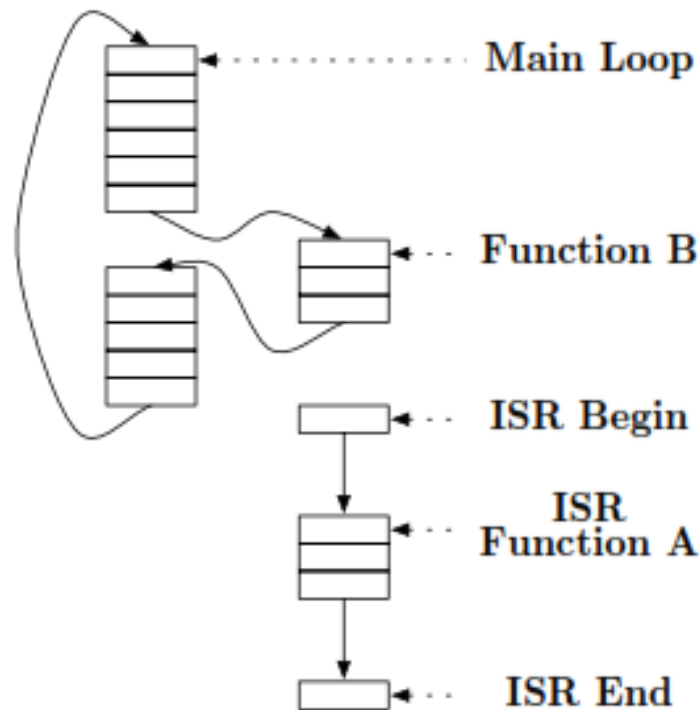 Main Loop
Function B
ISR Begin
ISR
Function A
ISR End